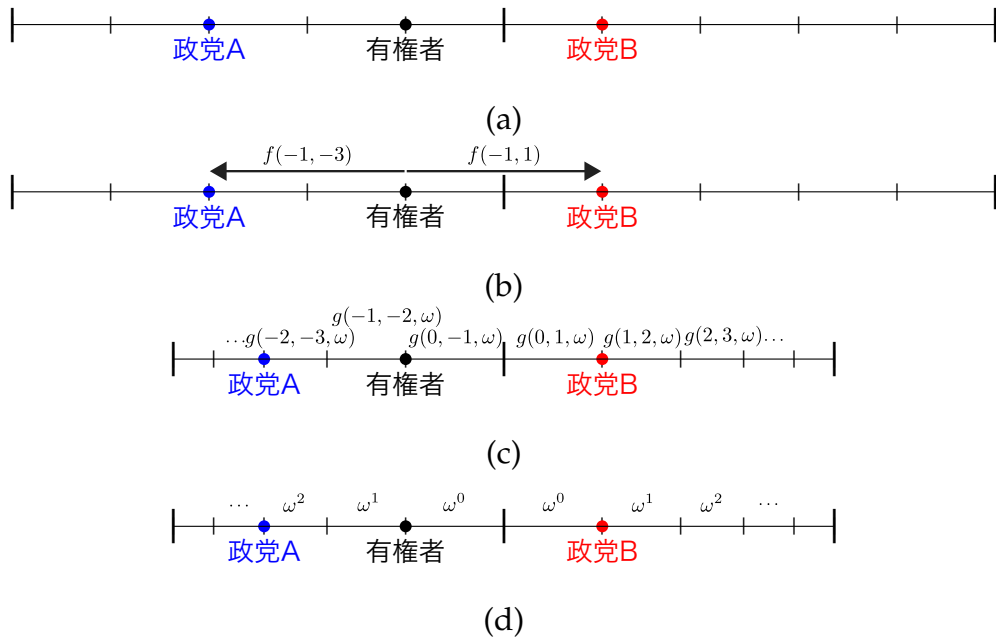 政党A 有権者 政党B
(a)
f(−1, −3) f(−1, 1)
政党A 有権者 政党B
(b)
g(−1, −2, ω)
…g(−2, −3, ω) g(0, −1, ω) g(0, 1, ω) g(1, 2, ω) g(2, 3, ω)…
政党A 有権者 政党B
(c)
… ω² ω¹ ω⁰ ω⁰ ω¹ ω² …
政党A 有権者 政党B
(d)